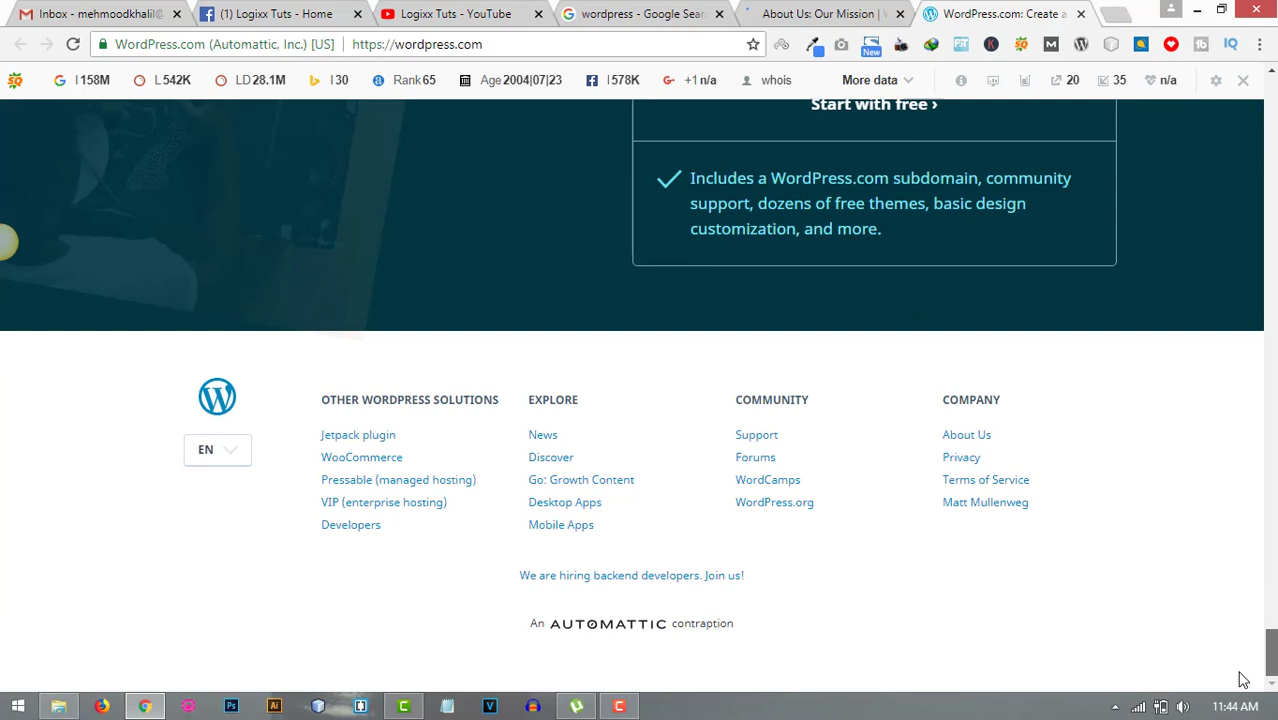 Inbox - mehmoodkhalil@
(1) Logixx Tuts - Home
Logixx Tuts - YouTube
wordpress - Google Sear
About Us: Our Mission | W
WordPress.com: Create a
WordPress.com (Automattic, Inc.) [US]
https://wordpress.com
New
I 158M
L 542K
LD 28.1M
I 30
Rank 65
Age 2004|07|23
I 578K
+1 n/a
whois
More data
20
35
n/a
Start with free ›
Includes a WordPress.com subdomain, community
support, dozens of free themes, basic design
customization, and more.
EN
OTHER WORDPRESS SOLUTIONS
Jetpack plugin
WooCommerce
Pressable (managed hosting)
VIP (enterprise hosting)
Developers
EXPLORE
News
Discover
Go: Growth Content
Desktop Apps
Mobile Apps
COMMUNITY
Support
Forums
WordCamps
WordPress.org
COMPANY
About Us
Privacy
Terms of Service
Matt Mullenweg
We are hiring backend developers. Join us!
An AUTOMATTIC contraption
11:44 AM